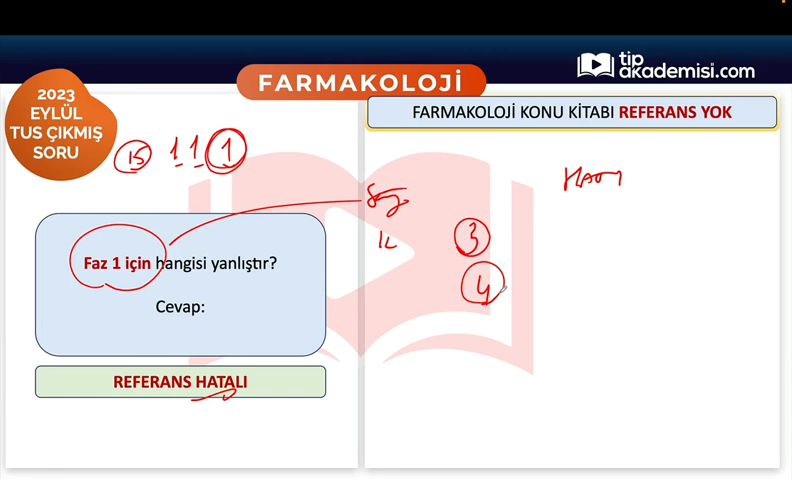 tıp
akademisi.com
FARMAKOLOJİ
2023
EYLÜL
TUS ÇIKMIŞ
SORU
FARMAKOLOJİ KONU KİTABI REFERANS YOK
15 1 1 1
Faz 1 için hangisi yanlıştır?
Cevap:
3
4
REFERANS HATALI